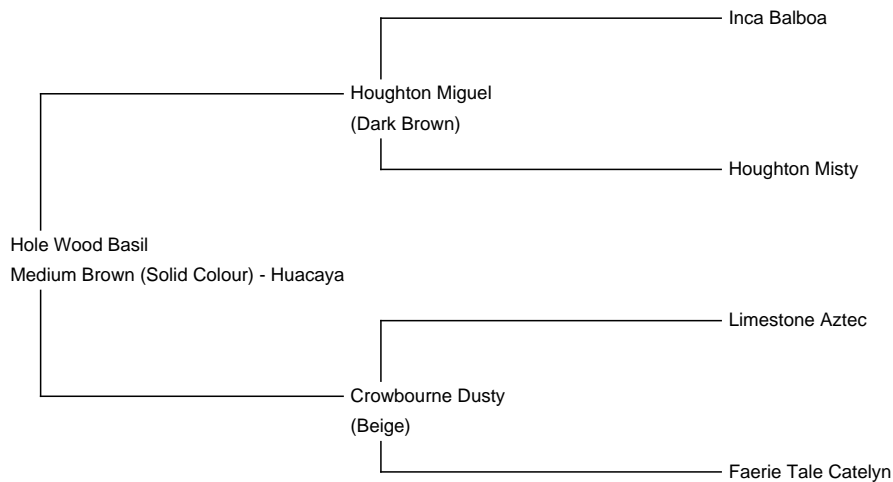 Inca Balboa
Houghton Miguel
(Dark Brown)
Houghton Misty
Hole Wood Basil
Medium Brown (Solid Colour) - Huacaya
Limestone Aztec
Crowbourne Dusty
(Beige)
Faerie Tale Catelyn